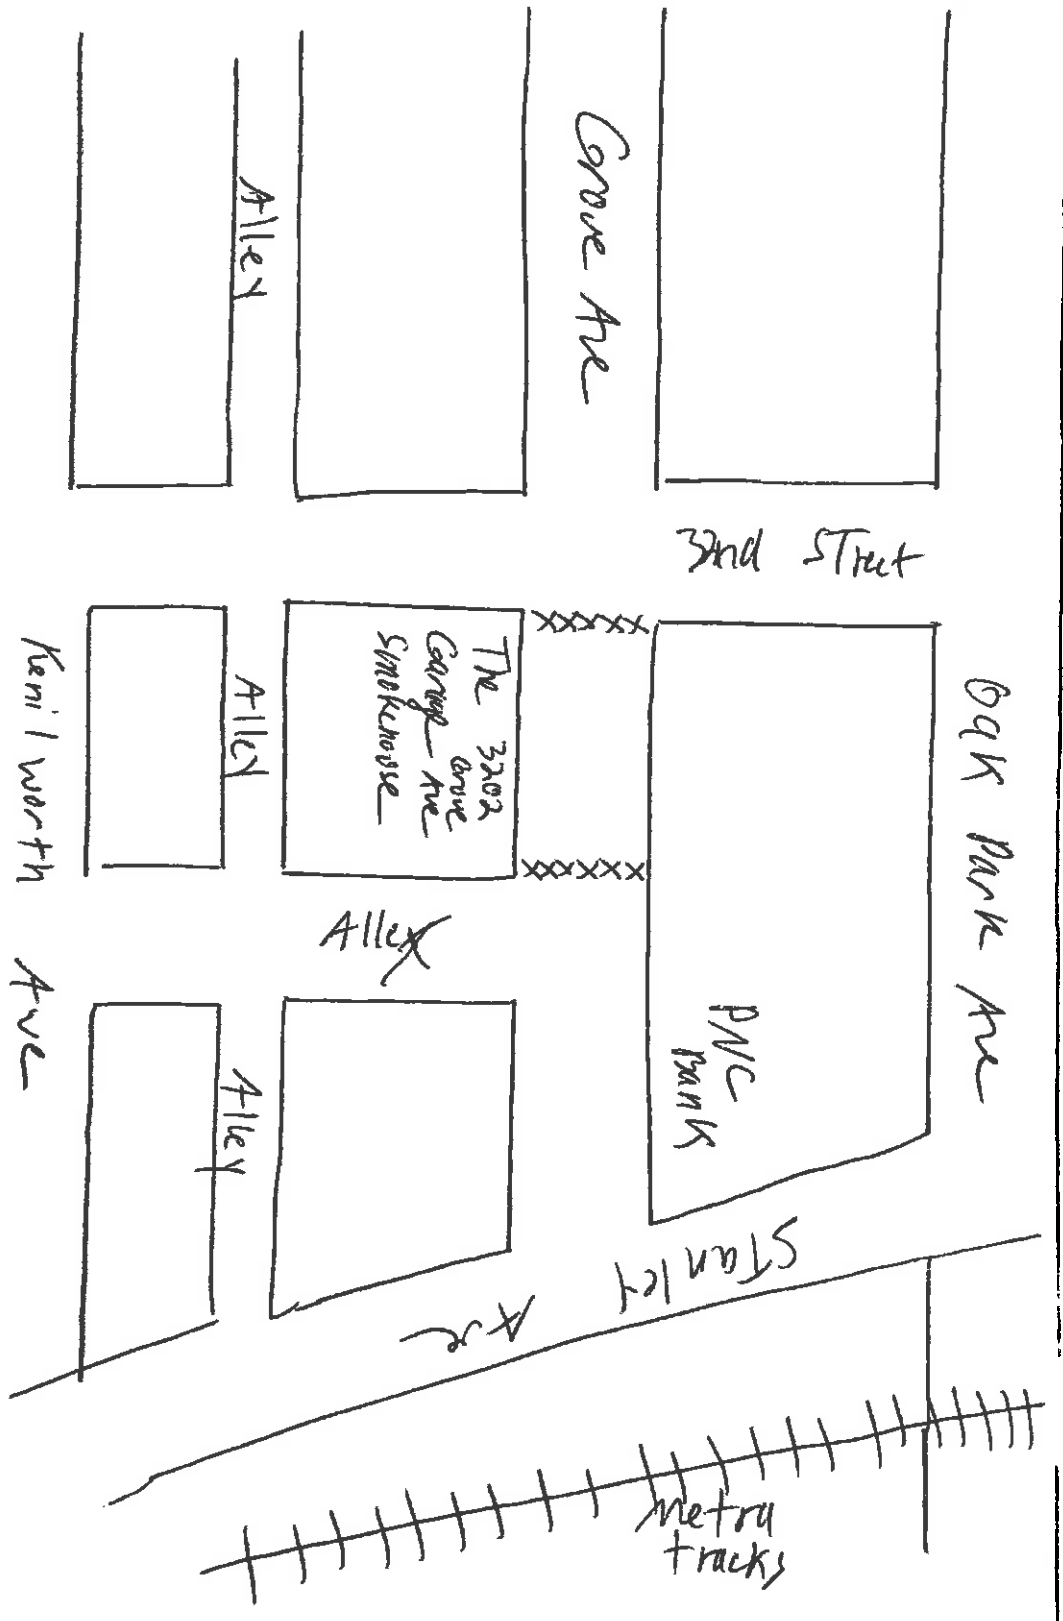 Alley
Grove Ave
32nd STreet
The 3202
Garage Grove Ave
Smokehouse
Alley
Kenilworth Ave
Oak Park Ave
Alley
PNC
Bank
Alley
STanley
Ave
Metra
tracks